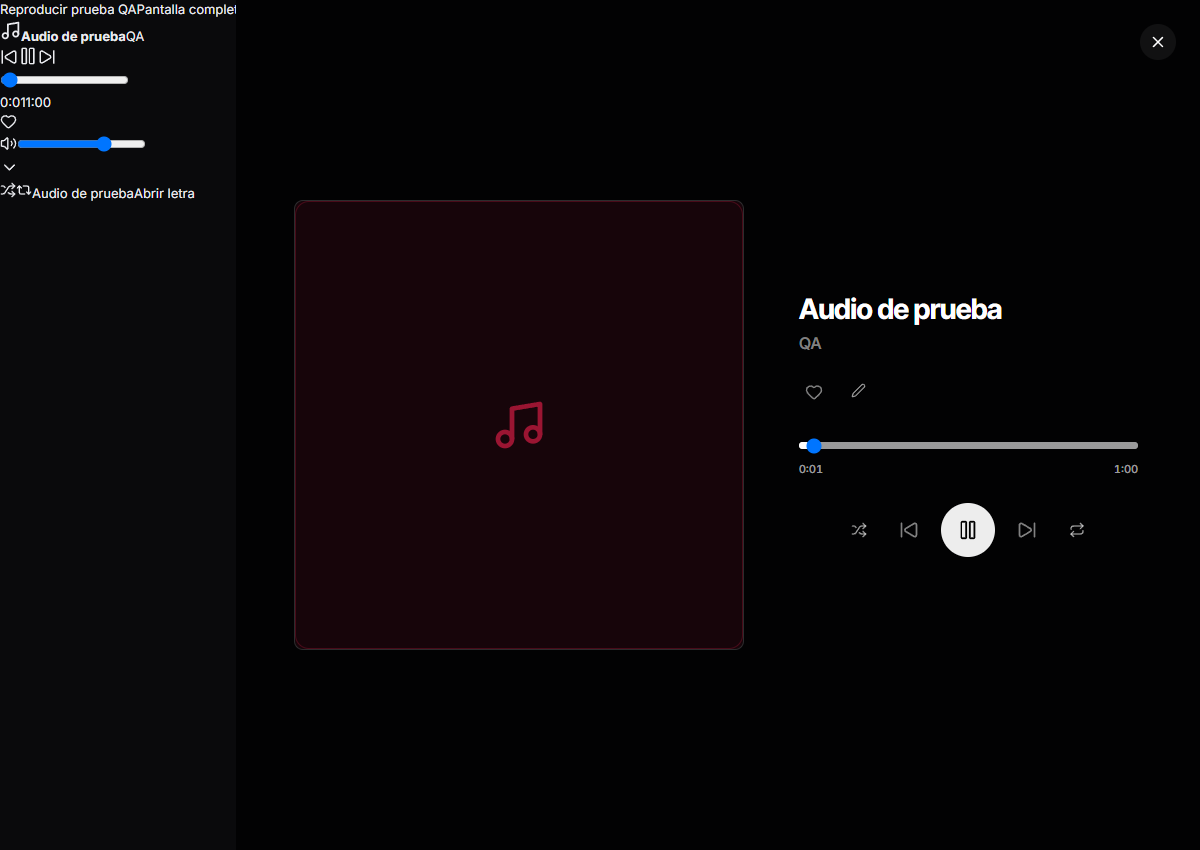 Reproducir prueba QAPantalla complet
Audio de pruebaQA
0:011:00
Audio de pruebaAbrir letra
Audio de prueba
QA
0:01
1:00